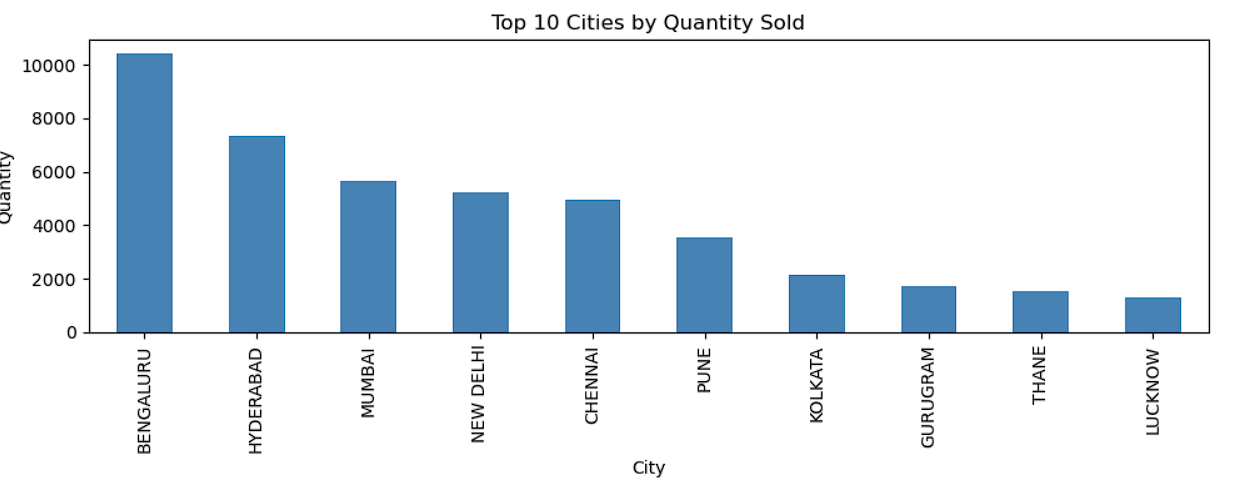 Top 10 Cities by Quantity Sold
Quantity
10000
8000
6000
4000
2000
0
BENGALURU
HYDERABAD
MUMBAI
NEW DELHI
CHENNAI
PUNE
KOLKATA
GURUGRAM
THANE
LUCKNOW
City